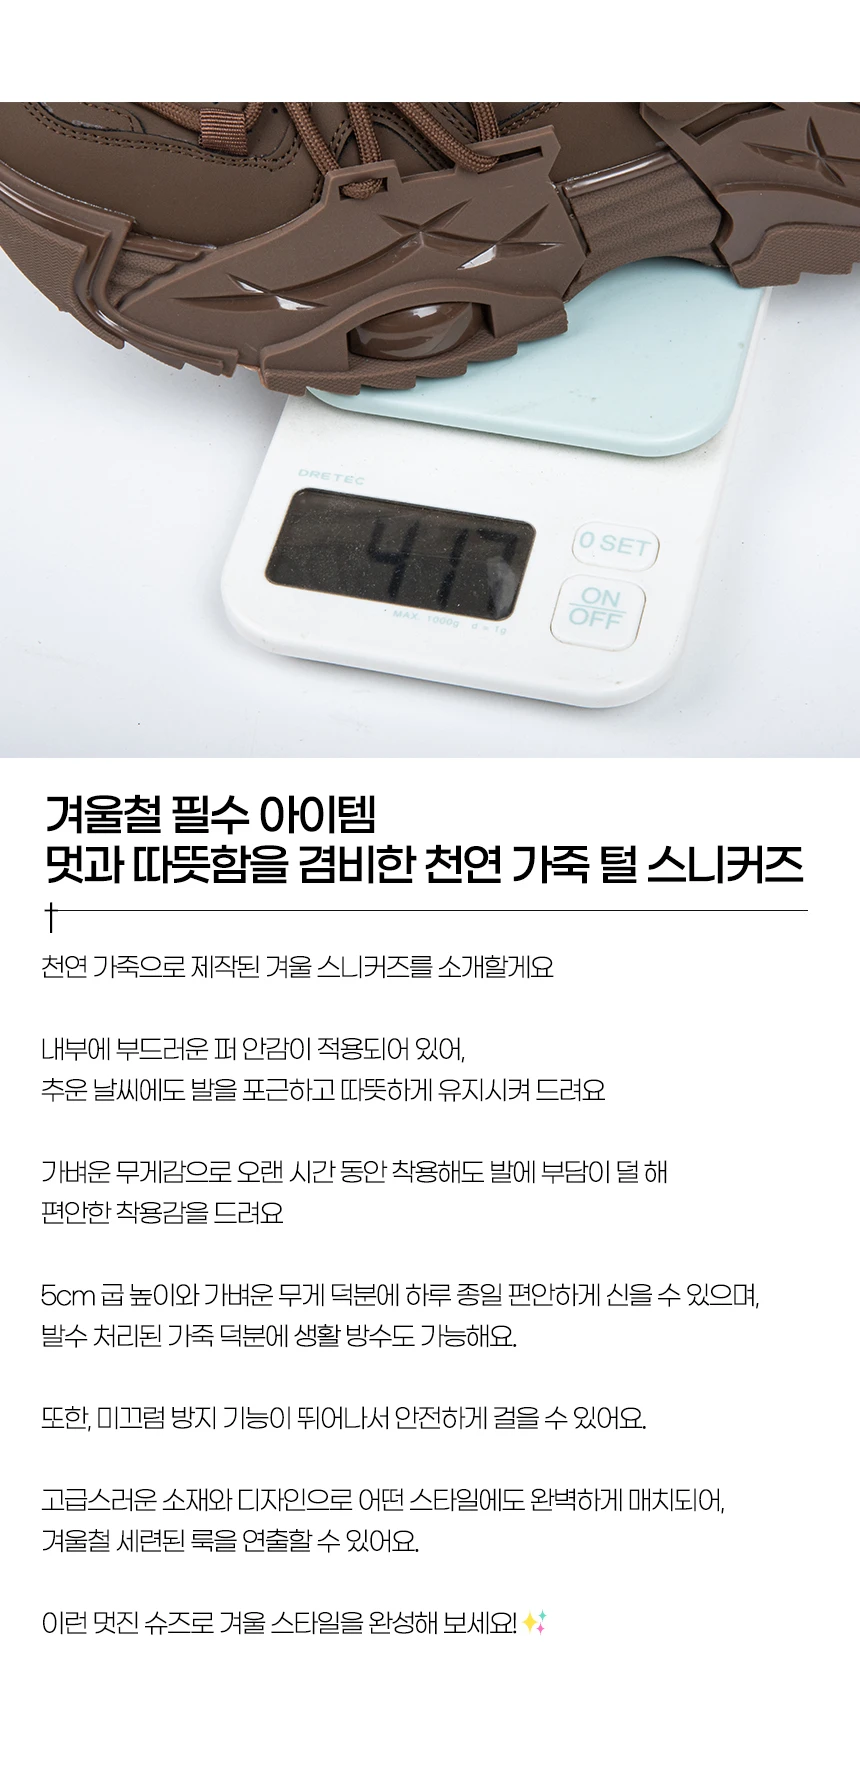 DRETEC
417
0 SET
ON
OFF
MAX. 1000g d = 1g
겨울철 필수 아이템
멋과 따뜻함을 겸비한 천연 가죽 털 스니커즈
천연 가죽으로 제작된 겨울 스니커즈를 소개할게요
내부에 부드러운 퍼 안감이 적용되어 있어,
추운 날씨에도 발을 포근하고 따뜻하게 유지시켜 드려요
가벼운 무게감으로 오랜 시간 동안 착용해도 발에 부담이 덜 해
편안한 착용감을 드려요
5cm 굽 높이와 가벼운 무게 덕분에 하루 종일 편안하게 신을 수 있으며,
발수 처리된 가죽 덕분에 생활 방수도 가능해요.
또한, 미끄럼 방지 기능이 뛰어나서 안전하게 걸을 수 있어요.
고급스러운 소재와 디자인으로 어떤 스타일에도 완벽하게 매치되어,
겨울철 세련된 룩을 연출할 수 있어요.
이런 멋진 슈즈로 겨울 스타일을 완성해 보세요!✨